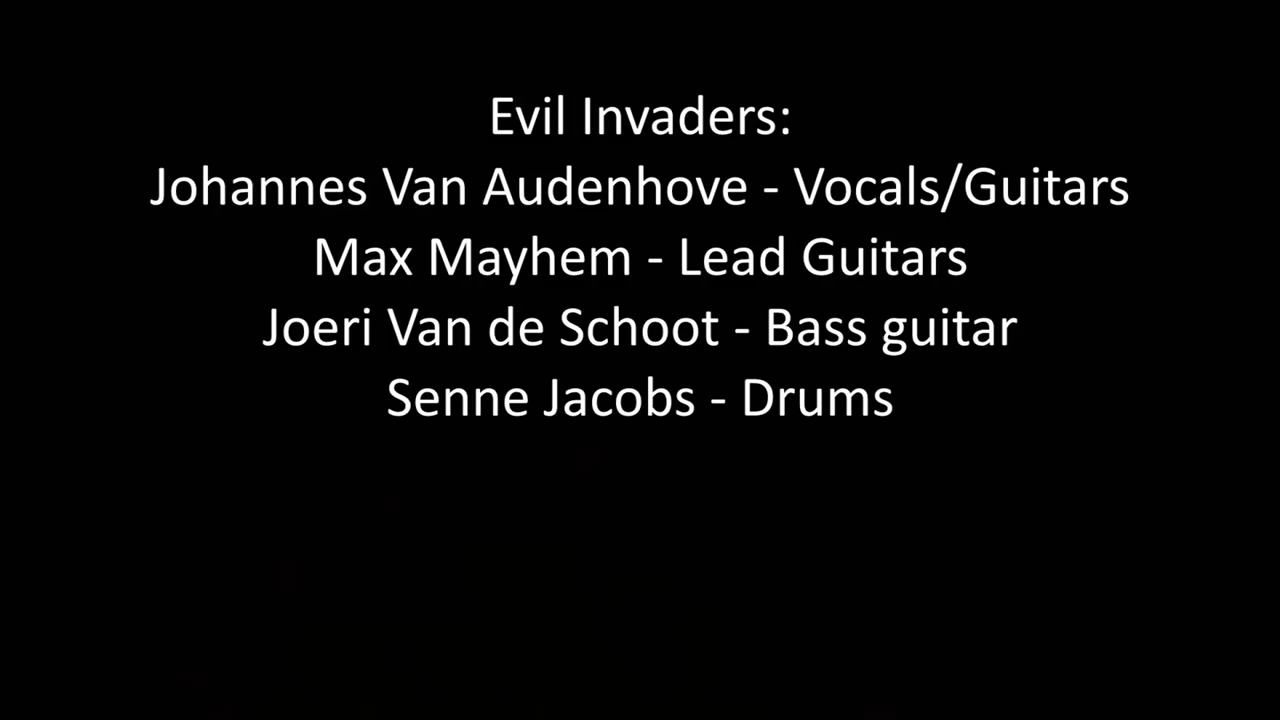 Evil Invaders:
Johannes Van Audenhove - Vocals/Guitars
Max Mayhem - Lead Guitars
Joeri Van de Schoot - Bass guitar
Senne Jacobs - Drums